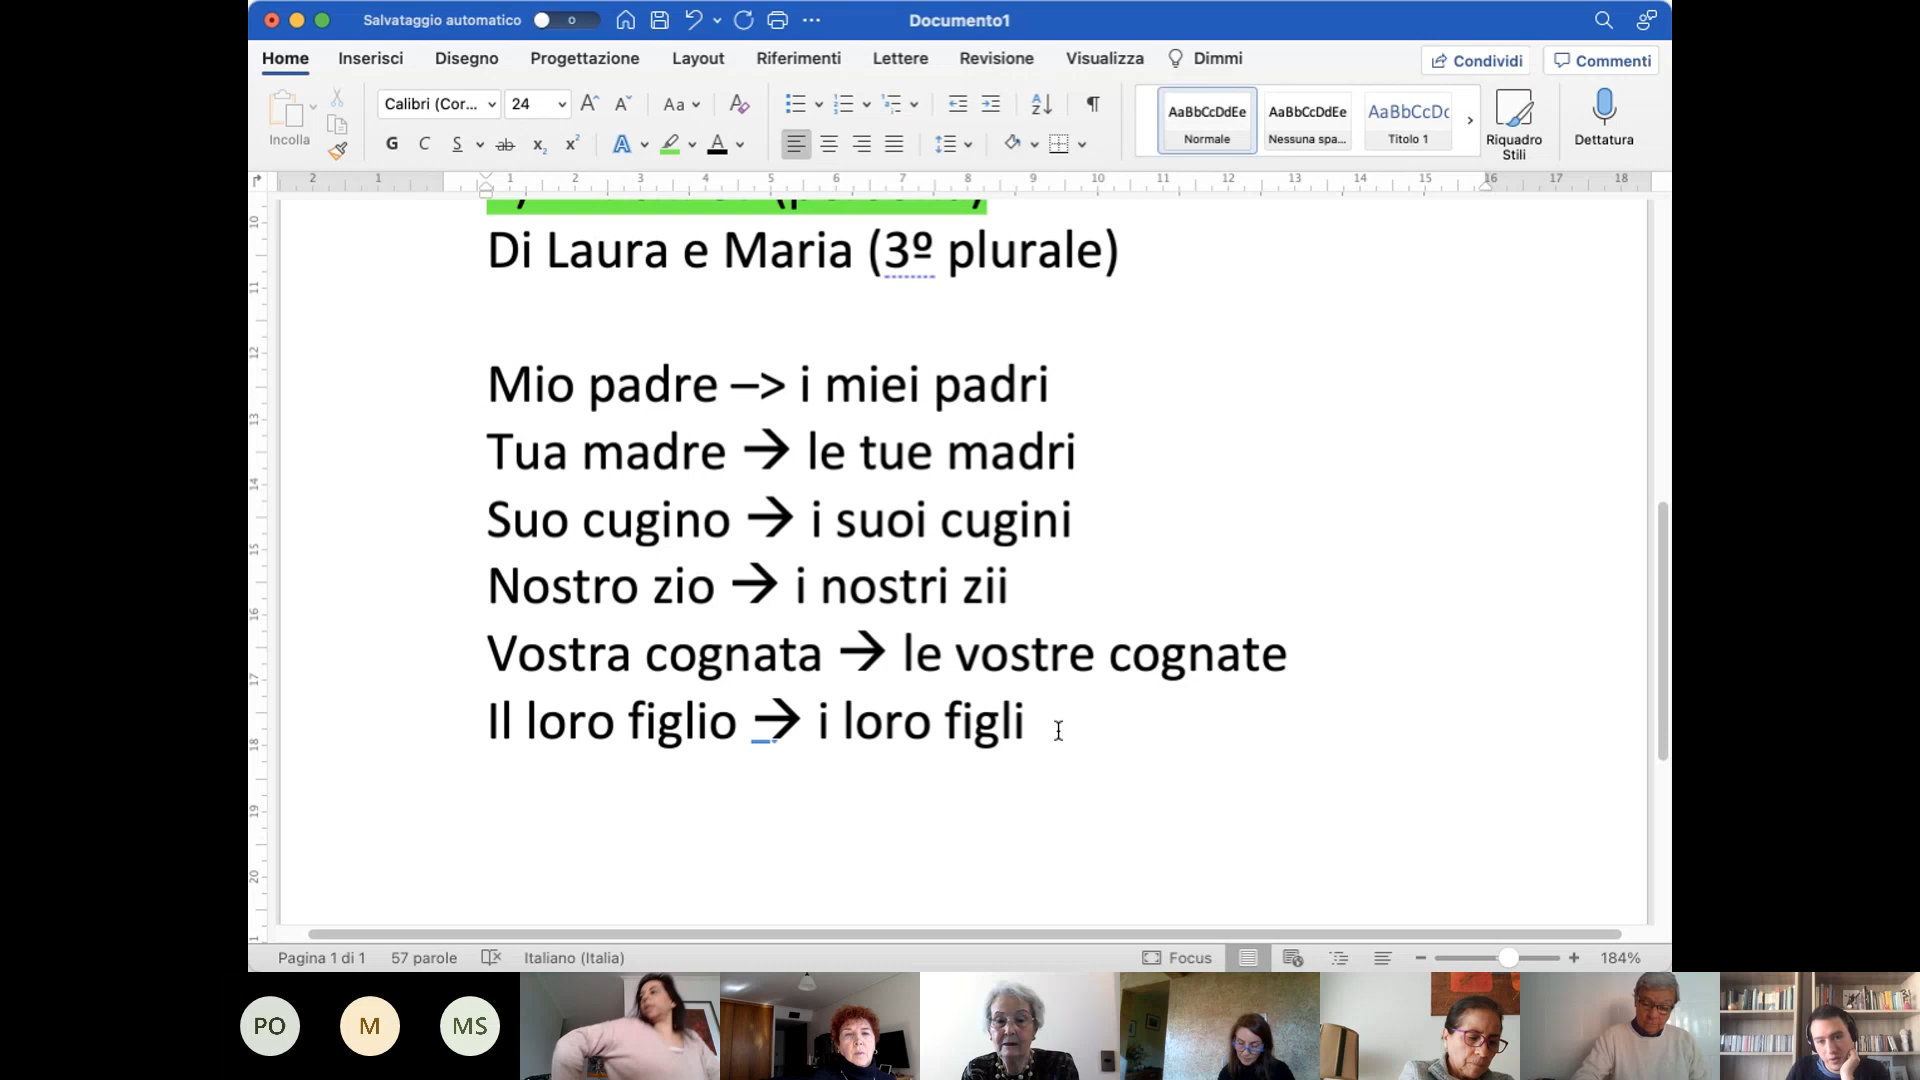 Salvataggio automatico
Documento1
Home Inserisci Disegno Progettazione Layout Riferimenti Lettere Revisione Visualizza Dimmi Condividi Commenti
Incolla
Calibri (Cor... 24
AaBbCcDdEe AaBbCcDdEe AaBbCcDc
Normale Nessuna spa... Titolo 1
Riquadro Stili
Dettatura
Di Laura e Maria (3º plurale)
Mio padre –> i miei padri
Tua madre → le tue madri
Suo cugino → i suoi cugini
Nostro zio → i nostri zii
Vostra cognata → le vostre cognate
Il loro figlio → i loro figli
Pagina 1 di 1 57 parole Italiano (Italia) Focus 184%
PO M MS